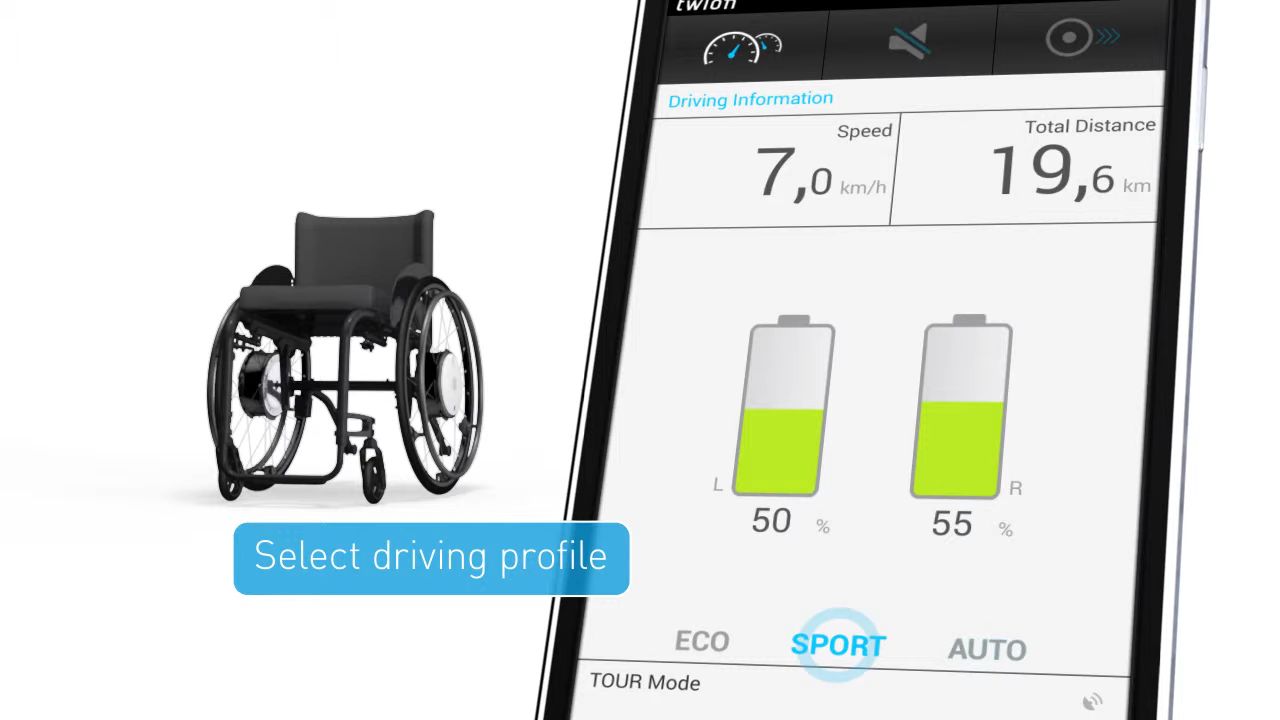 twion
Driving Information
Speed
7,0 km/h
Total Distance
19,6 km
L
50 %
55 %
R
Select driving profile
ECO SPORT AUTO
TOUR Mode